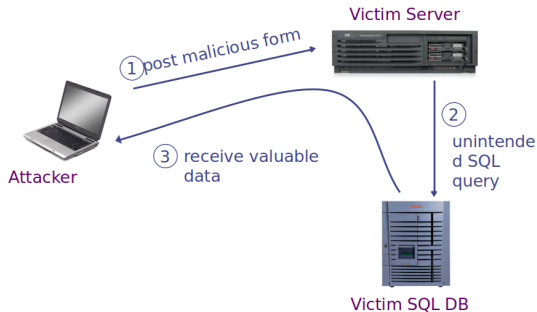 Victim Server
1 post malicious form
2
unintende
d SQL
query
3 receive valuable
data
Attacker
Victim SQL DB